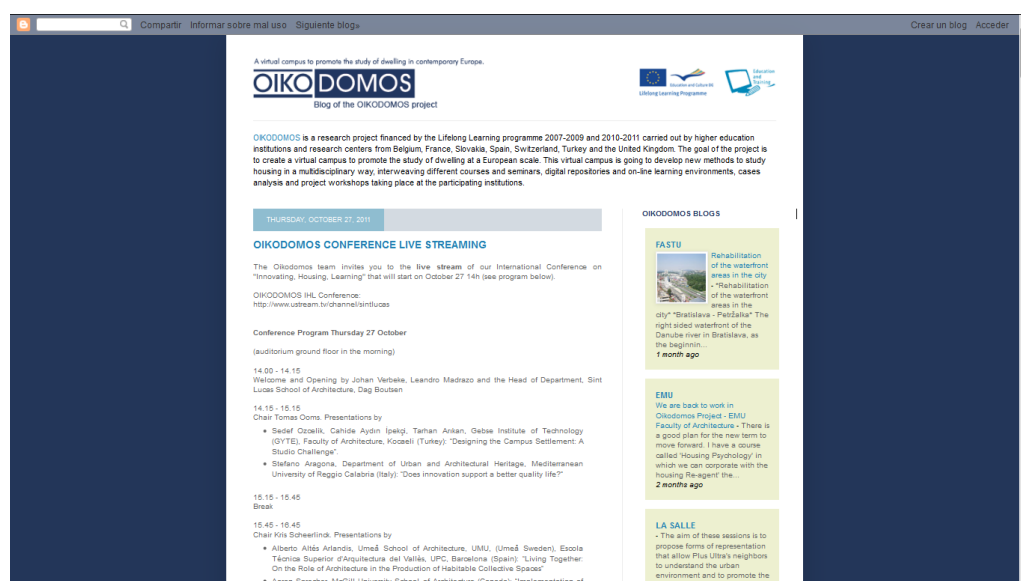 Compartir Informar sobre mal uso Siguiente blog» Crear un blog Acceder
A virtual campus to promote the study of dwelling in contemporary Europe.
OIKODOMOS
Blog of the OIKODOMOS project
Education and Culture DG
Lifelong Learning Programme
Education
and
Training
OIKODOMOS is a research project financed by the Lifelong Learning programme 2007-2009 and 2010-2011 carried out by higher education
institutions and research centers from Belgium, France, Slovakia, Spain, Switzerland, Turkey and the United Kingdom. The goal of the project is
to create a virtual campus to promote the study of dwelling at a European scale. This virtual campus is going to develop new methods to study
housing in a multidisciplinary way, interweaving different courses and seminars, digital repositories and on-line learning environments, cases
analysis and project workshops taking place at the participating institutions.
THURSDAY, OCTOBER 27, 2011
OIKODOMOS CONFERENCE LIVE STREAMING
The Oikodomos team invites you to the live stream of our International Conference on
"Innovating, Housing, Learning" that will start on October 27 14h (see program below).
OIKODOMOS IHL Conference:
http://www.ustream.tv/channel/sintlucas
Conference Program Thursday 27 October
(auditorium ground floor in the morning)
14.00 - 14.15
Welcome and Opening by Johan Verbeke, Leandro Madrazo and the Head of Department, Sint
Lucas School of Architecture, Dag Boutsen
14.15 - 15.15
Chair Tomas Ooms. Presentations by
• Sedef Ozcelik, Cahide Aydın İpekçi, Tarhan Arıkan, Gebse Institute of Technology
(GYTE), Faculty of Architecture, Kocaeli (Turkey): "Designing the Campus Settlement: A
Studio Challenge".
• Stefano Aragona, Department of Urban and Architectural Heritage, Mediterranean
University of Reggio Calabria (Italy): "Does innovation support a better quality life?"
15.15 - 15.45
Break
15.45 - 16.45
Chair Kris Scheerlinck. Presentations by
• Alberto Altés Arlandis, Umeå School of Architecture, UMU, (Umeå Sweden), Escola
Tècnica Superior d'Arquitectura del Vallès, UPC, Barcelona (Spain): "Living Together:
On the Role of Architecture in the Production of Habitable Collective Spaces"
OIKODOMOS BLOGS
FASTU
Rehabilitation
of the waterfront
areas in the city
- *Rehabilitation
of the waterfront
areas in the
city* *Bratislava - Petržalka* The
right sided waterfront of the
Danube river in Bratislava, as
the beginnin...
1 month ago
EMU
We are back to work in
Oikodomos Project - EMU
Faculty of Architecture - There is
a good plan for the new term to
move forward. I have a course
called 'Housing Psychology' in
which we can corporate with the
housing Re-agent' the...
2 months ago
LA SALLE
- The aim of these sessions is to
propose forms of representation
that allow Plus Ultra's neighbors
to understand the urban
environment and to promote the